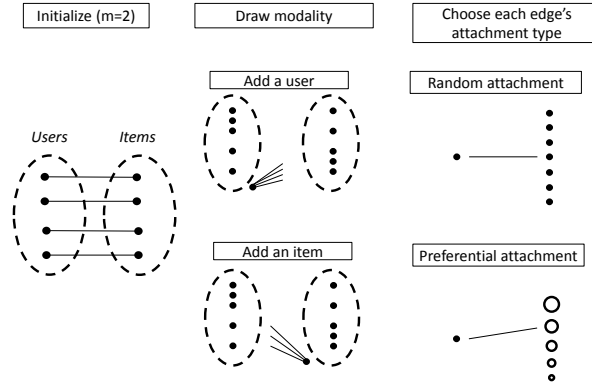 Initialize (m=2)
Draw modality
Choose each edge's
attachment type
Add a user
Random attachment
Users
Items
Add an item
Preferential attachment